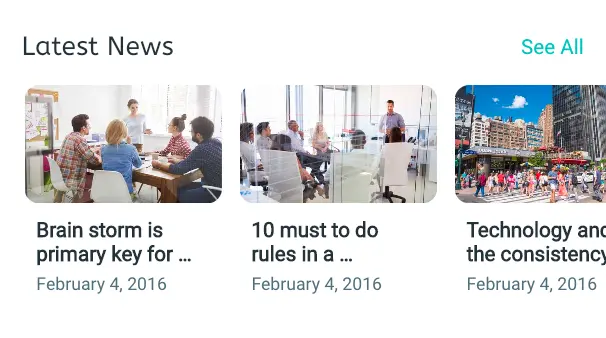 Latest News
See All
Brain storm is
primary key for ...
February 4, 2016
10 must to do
rules in a ...
February 4, 2016
Technology and
the consistency
February 4, 2016